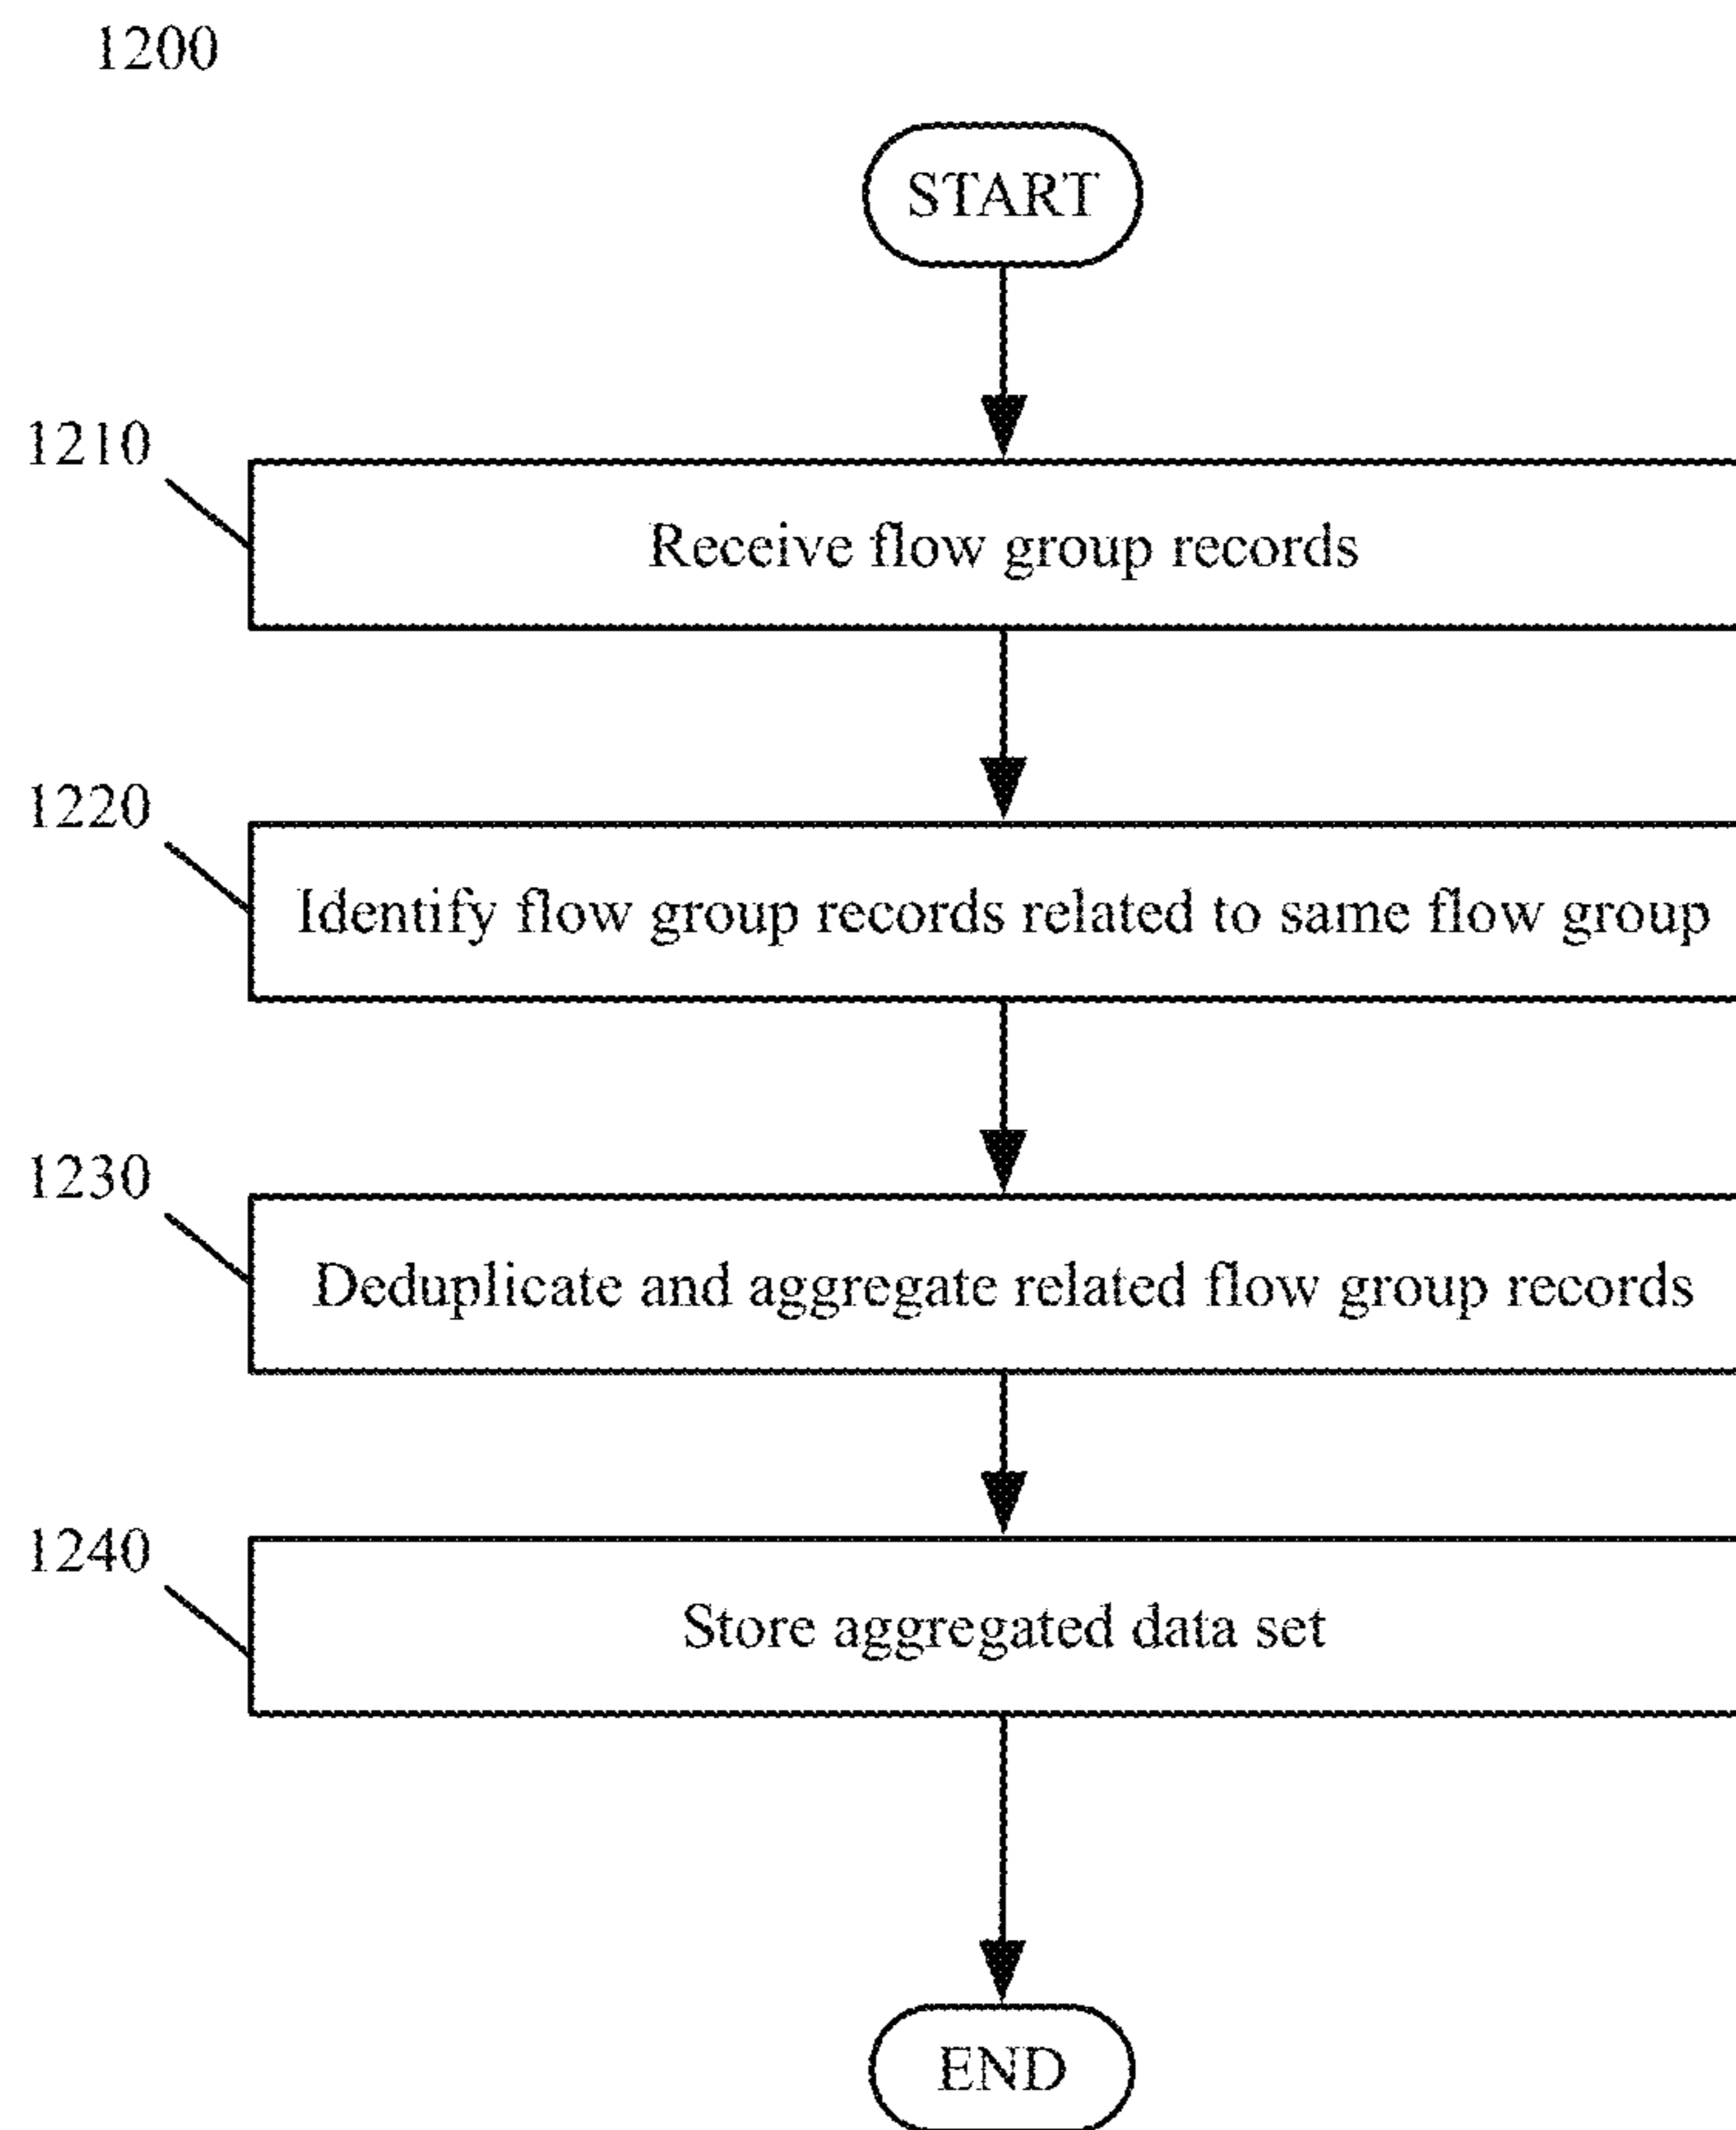 1200
START
1210
Receive flow group records
1220
Identify flow group records related to same flow group
1230
Deduplicate and aggregate related flow group records
1240
Store aggregated data set
END